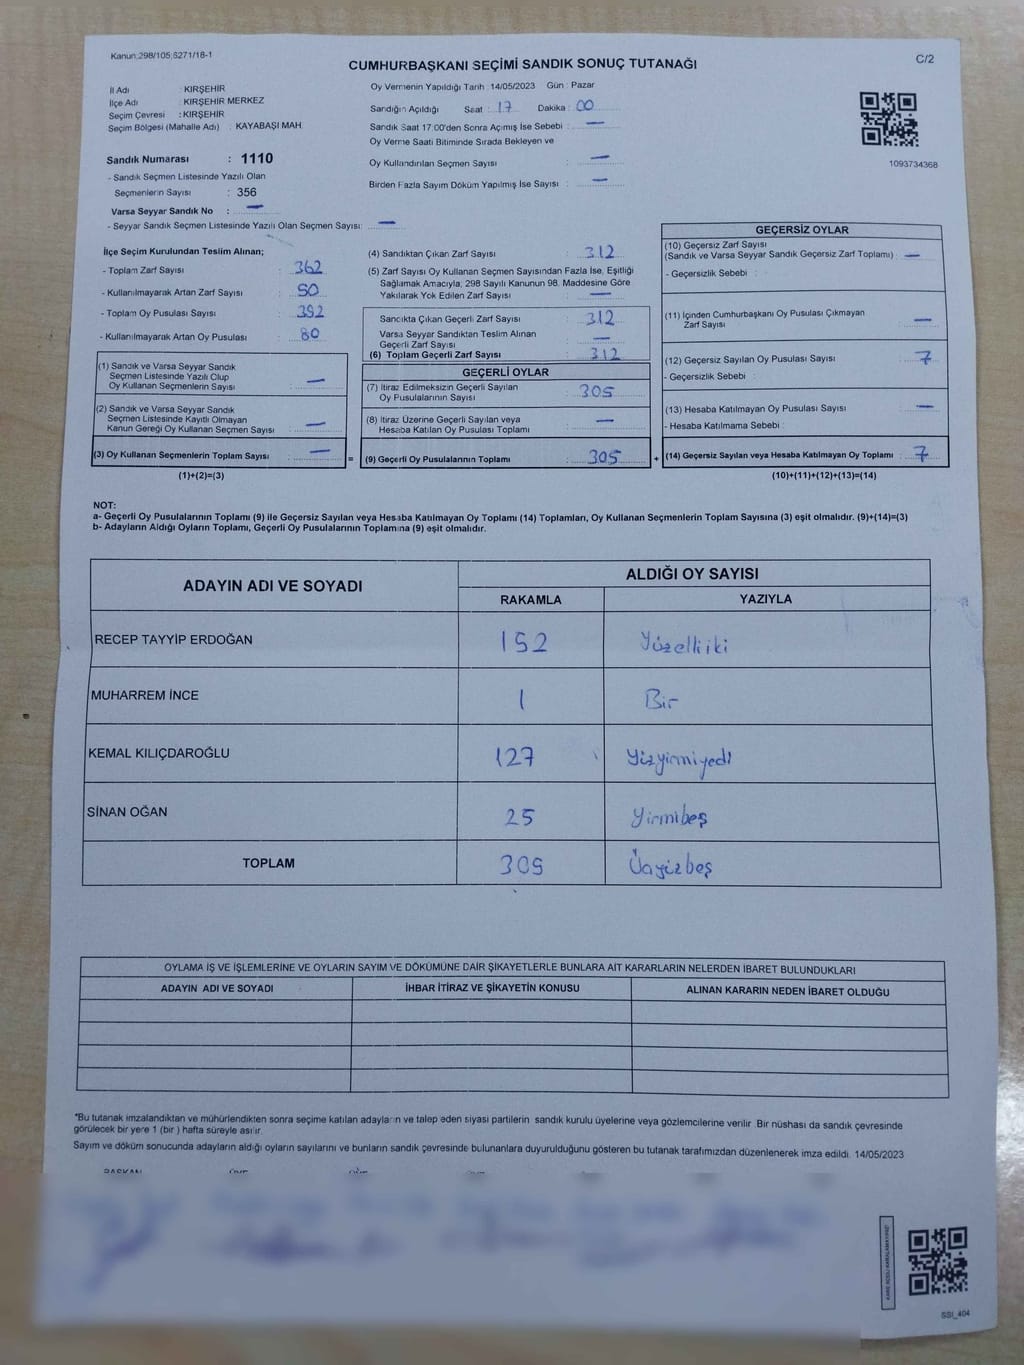 Kanun:298/105;6271/18-1
CUMHURBAŞKANI SEÇİMİ SANDIK SONUÇ TUTANAĞI
C/2
İl Adı : KIRŞEHİR
İlçe Adı : KIRŞEHİR MERKEZ
Seçim Çevresi : KIRŞEHİR
Seçim Bölgesi (Mahalle Adı) : KAYABAŞI MAH.
Oy Vermenin Yapıldığı Tarih : 14/05/2023 Gün : Pazar
Sandığın Açıldığı Saat : 17 Dakika : 00
Sandık Saat 17:00'den Sonra Açılmış İse Sebebi : —
Oy Verme Saati Bitiminde Sırada Bekleyen ve
Oy Kullandırılan Seçmen Sayısı : —
Birden Fazla Sayım Döküm Yapılmış İse Sayısı : —
1093734368
Sandık Numarası : 1110
- Sandık Seçmen Listesinde Yazılı Olan
Seçmenlerin Sayısı : 356
Varsa Seyyar Sandık No : —
- Seyyar Sandık Seçmen Listesinde Yazılı Olan Seçmen Sayısı: —
İlçe Seçim Kurulundan Teslim Alınan;
- Toplam Zarf Sayısı : 362
- Kullanılmayarak Artan Zarf Sayısı : 50
- Toplam Oy Pusulası Sayısı : 392
- Kullanılmayarak Artan Oy Pusulası : 80
(1) Sandık ve Varsa Seyyar Sandık
Seçmen Listesinde Yazılı Olup
Oy Kullanan Seçmenlerin Sayısı : —
(2) Sandık ve Varsa Seyyar Sandık
Seçmen Listesinde Kayıtlı Olmayan
Kanun Gereği Oy Kullanan Seçmen Sayısı : —
(3) Oy Kullanan Seçmenlerin Toplam Sayısı : —
(1)+(2)=(3)
(4) Sandıktan Çıkan Zarf Sayısı : 312
(5) Zarf Sayısı Oy Kullanan Seçmen Sayısından Fazla İse, Eşitliği
Sağlamak Amacıyla, 298 Sayılı Kanunun 98. Maddesine Göre
Yakılarak Yok Edilen Zarf Sayısı : —
Sandıkta Çıkan Geçerli Zarf Sayısı : 312
Varsa Seyyar Sandıktan Teslim Alınan
Geçerli Zarf Sayısı : —
(6) Toplam Geçerli Zarf Sayısı : 312
GEÇERLİ OYLAR
(7) İtiraz Edilmeksizin Geçerli Sayılan
Oy Pusulalarının Sayısı : 305
(8) İtiraz Üzerine Geçerli Sayılan veya
Hesaba Katılan Oy Pusulası Toplamı : —
= (9) Geçerli Oy Pusulalarının Toplamı : 305 +
GEÇERSİZ OYLAR
(10) Geçersiz Zarf Sayısı
(Sandık ve Varsa Seyyar Sandık Geçersiz Zarf Toplamı) : —
- Geçersizlik Sebebi :
(11) İçinden Cumhurbaşkanı Oy Pusulası Çıkmayan
Zarf Sayısı : —
(12) Geçersiz Sayılan Oy Pusulası Sayısı : 7
- Geçersizlik Sebebi :
(13) Hesaba Katılmayan Oy Pusulası Sayısı : —
- Hesaba Katılmama Sebebi :
(14) Geçersiz Sayılan veya Hesaba Katılmayan Oy Toplamı : 7
(10)+(11)+(12)+(13)=(14)
NOT:
a- Geçerli Oy Pusulalarının Toplamı (9) ile Geçersiz Sayılan veya Hesaba Katılmayan Oy Toplamı (14) Toplamları, Oy Kullanan Seçmenlerin Toplam Sayısına (3) eşit olmalıdır. (9)+(14)=(3)
b- Adayların Aldığı Oyların Toplamı, Geçerli Oy Pusulalarının Toplamına (9) eşit olmalıdır.
ADAYIN ADI VE SOYADI ALDIĞI OY SAYISI
RAKAMLA YAZIYLA
RECEP TAYYİP ERDOĞAN 152 Yüzelliiki
MUHARREM İNCE 1 Bir
KEMAL KILIÇDAROĞLU 127 Yüzyirmiyedi
SİNAN OĞAN 25 Yirmibeş
TOPLAM 305 Üçyüzbeş
OYLAMA İŞ VE İŞLEMLERİNE VE OYLARIN SAYIM VE DÖKÜMÜNE DAİR ŞİKAYETLERLE BUNLARA AİT KARARLARIN NELERDEN İBARET BULUNDUKLARI
ADAYIN ADI VE SOYADI İHBAR İTİRAZ VE ŞİKAYETİN KONUSU ALINAN KARARIN NEDEN İBARET OLDUĞU
*Bu tutanak imzalandıktan ve mühürlendikten sonra seçime katılan adayların ve talep eden siyasi partilerin sandık kurulu üyelerine veya gözlemcilerine verilir. Bir nüshası da sandık çevresinde
görülecek bir yere 1 (bir ) hafta süreyle asılır.
Sayım ve döküm sonucunda adayların aldığı oyların sayılarını ve bunların sandık çevresinde bulunanlara duyurulduğunu gösteren bu tutanak tarafımızdan düzenlenerek imza edildi. 14/05/2023
BAŞKAN
SSI_404